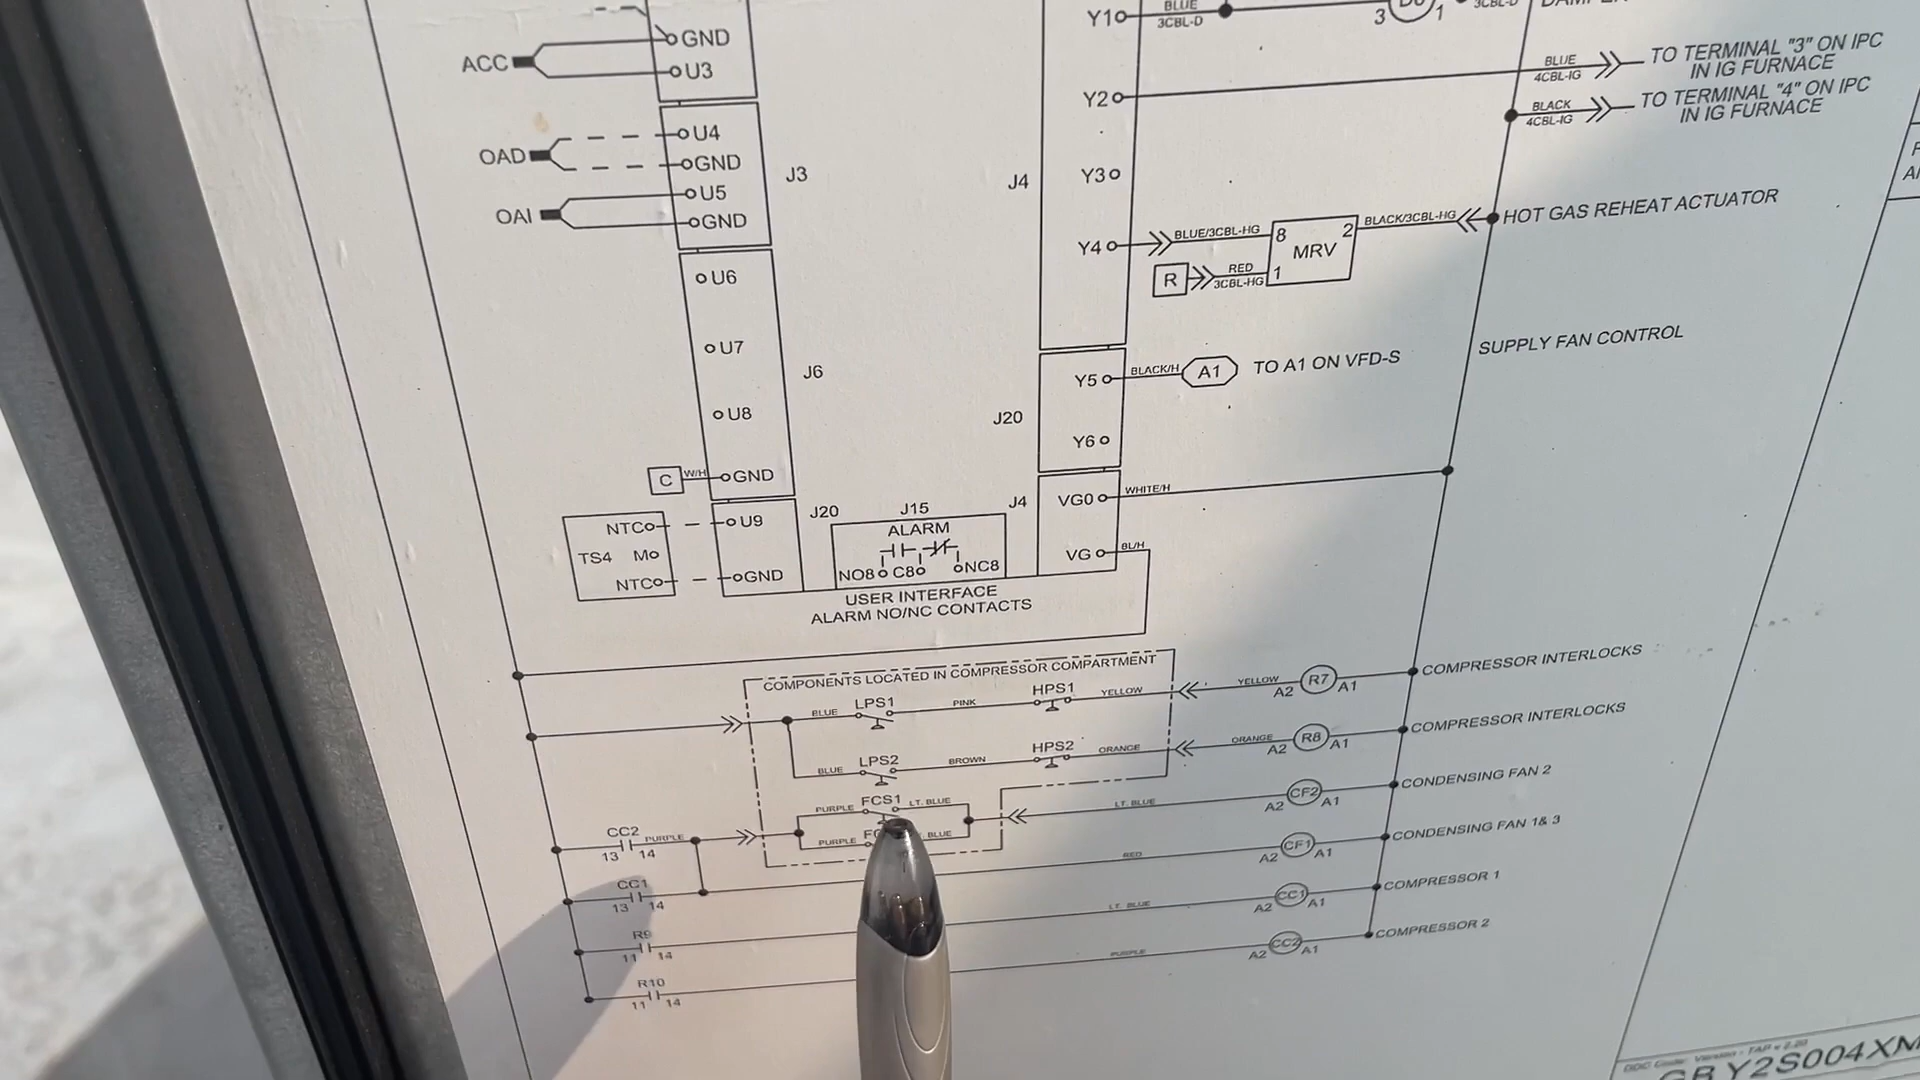 BLUE
Y1 3CBL-D 3 1 3CBL-D
GND
ACC
U3
BLUE
4CBL-IG
TO TERMINAL "3" ON IPC
IN IG FURNACE
Y2
BLACK
4CBL-IG
TO TERMINAL "4" ON IPC
IN IG FURNACE
U4
OAD
GND
J3
U5
OAI
GND
J4
Y3
Y4
BLUE/3CBL-HG
8 MRV 2
BLACK/3CBL-HG
HOT GAS REHEAT ACTUATOR
R
RED
3CBL-HG
1
U6
U7
J6
U8
C
W/H
GND
SUPPLY FAN CONTROL
Y5
BLACK/H
A1
TO A1 ON VFD-S
J20
Y6
NTC
U9
TS4
M
NTC
GND
J20
J15
ALARM
NO8 C8 NC8
USER INTERFACE
ALARM NO/NC CONTACTS
J4
VG0
WHITE/H
VG
BL/H
COMPONENTS LOCATED IN COMPRESSOR COMPARTMENT
BLUE LPS1 PINK HPS1 YELLOW YELLOW A2 R7 A1 COMPRESSOR INTERLOCKS
BLUE LPS2 BROWN HPS2 ORANGE ORANGE A2 R8 A1 COMPRESSOR INTERLOCKS
PURPLE FCS1 LT. BLUE LT. BLUE A2 CF2 A1 CONDENSING FAN 2
CC2
13 14
PURPLE
PURPLE
BLUE
RED A2 CF1 A1 CONDENSING FAN 1& 3
CC1
13 14
LT. BLUE A2 CC1 A1 COMPRESSOR 1
R9
11 14
PURPLE A2 CC2 A1 COMPRESSOR 2
R10
11 14